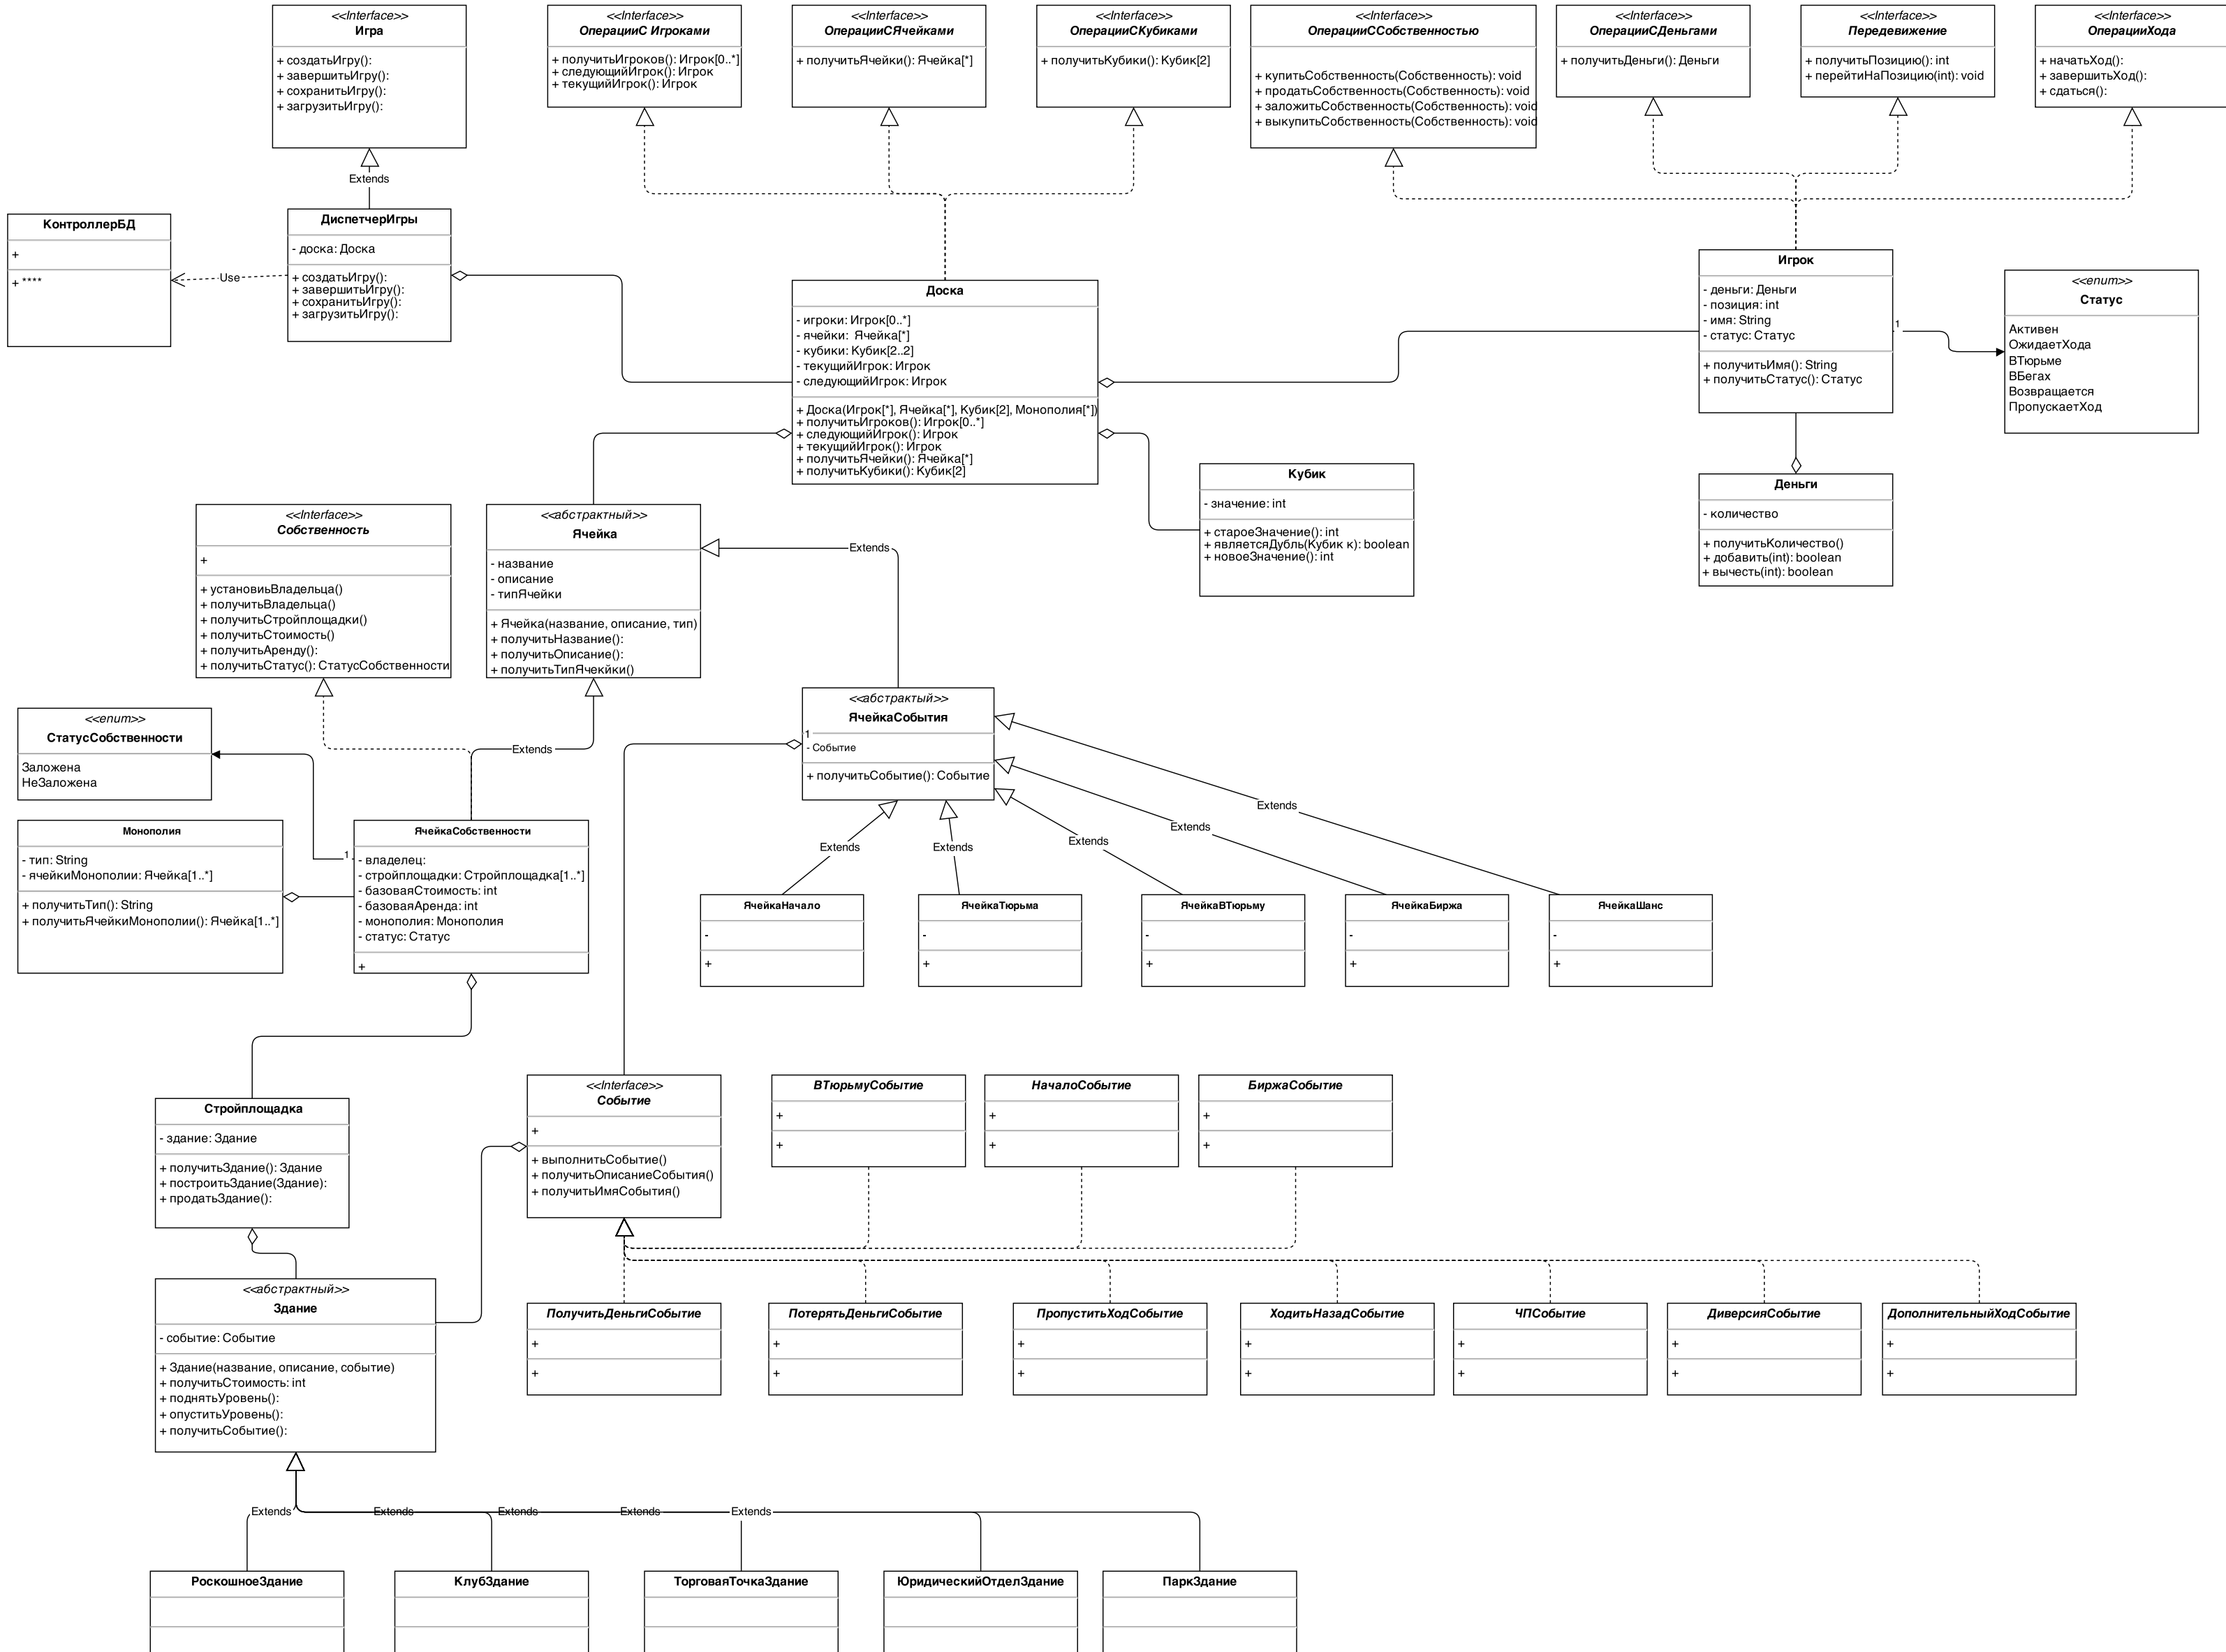 <<Interface>>
Игра
+ создатьИгру():
+ завершитьИгру():
+ сохранитьИгру():
+ загрузитьИгру():
<<Interface>>
ОперацииС Игроками
+ получитьИгроков(): Игрок[0..*]
+ следующийИгрок(): Игрок
+ текущийИгрок(): Игрок
<<Interface>>
ОперацииСЯчейками
+ получитьЯчейки(): Ячейка[*]
<<Interface>>
ОперацииСКубиками
+ получитьКубики(): Кубик[2]
<<Interface>>
ОперацииССобственностью
+ купитьСобственность(Собственность): void
+ продатьСобственность(Собственность): void
+ заложитьСобственность(Собственность): void
+ выкупитьСобственность(Собственность): void
<<Interface>>
ОперацииСДеньгами
+ получитьДеньги(): Деньги
<<Interface>>
Передевижение
+ получитьПозицию(): int
+ перейтиНаПозицию(int): void
<<Interface>>
ОперацииХода
+ начатьХод():
+ завершитьХод():
+ сдаться():
Extends
КонтроллерБД
+
+ ****
Use
ДиспетчерИгры
- доска: Доска
+ создатьИгру():
+ завершитьИгру():
+ сохранитьИгру():
+ загрузитьИгру():
Доска
- игроки: Игрок[0..*]
- ячейки:  Ячейка[*]
- кубики: Кубик[2..2]
- текущийИгрок: Игрок
- следующийИгрок: Игрок
+ Доска(Игрок[*], Ячейка[*], Кубик[2], Монополия[*])
+ получитьИгроков(): Игрок[0..*]
+ следующийИгрок(): Игрок
+ текущийИгрок(): Игрок
+ получитьЯчейки(): Ячейка[*]
+ получитьКубики(): Кубик[2]
Игрок
- деньги: Деньги
- позиция: int
- имя: String
- статус: Статус
+ получитьИмя(): String
+ получитьСтатус(): Статус
1
<<enum>>
Статус
Активен
ОжидаетХода
ВТюрьме
ВБегах
Возвращается
ПропускаетХод
Кубик
- значение: int
+ староеЗначение(): int
+ являетсяДубль(Кубик к): boolean
+ новоеЗначение(): int
Деньги
- количество
+ получитьКоличество()
+ добавить(int): boolean
+ вычесть(int): boolean
<<Interface>>
Собственность
+
+ установиьВладельца()
+ получитьВладельца()
+ получитьСтройплощадки()
+ получитьСтоимость()
+ получитьАренду():
+ получитьСтатус(): СтатусСобственности
<<абстрактный>>
Ячейка
- название
- описание
- типЯчейки
+ Ячейка(название, описание, тип)
+ получитьНазвание():
+ получитьОписание():
+ получитьТипЯчекйки()
Extends
<<абстрактый>>
ЯчейкаСобытия
1
- Событие
+ получитьСобытие(): Событие
<<enum>>
СтатусСобственности
Заложена
НеЗаложена
Extends
Монополия
- тип: String
- ячейкиМонополии: Ячейка[1..*]
+ получитьТип(): String
+ получитьЯчейкиМонополии(): Ячейка[1..*]
1
ЯчейкаСобственности
- владелец:
- стройплощадки: Стройплощадка[1..*]
- базоваяСтоимость: int
- базоваяАренда: int
- монополия: Монополия
- статус: Статус
+
Extends
Extends
Extends
Extends
Extends
ЯчейкаНачало
-
+
ЯчейкаТюрьма
-
+
ЯчейкаВТюрьму
-
+
ЯчейкаБиржа
-
+
ЯчейкаШанс
-
+
Стройплощадка
- здание: Здание
+ получитьЗдание(): Здание
+ построитьЗдание(Здание):
+ продатьЗдание():
<<Interface>>
Событие
+
+ выполнитьСобытие()
+ получитьОписаниеСобытия()
+ получитьИмяСобытия()
ВТюрьмуСобытие
+
+
НачалоСобытие
+
+
БиржаСобытие
+
+
<<абстрактный>>
Здание
- событие: Событие
+ Здание(название, описание, событие)
+ получитьСтоимость: int
+ поднятьУровень():
+ опуститьУровень():
+ получитьСобытие():
ПолучитьДеньгиСобытие
+
+
ПотерятьДеньгиСобытие
+
+
ПропуститьХодСобытие
+
+
ХодитьНазадСобытие
+
+
ЧПСобытие
+
+
ДиверсияСобытие
+
+
ДополнительныйХодСобытие
+
+
Extends
Extends
Extends
Extends
Extends
РоскошноеЗдание
КлубЗдание
ТорговаяТочкаЗдание
ЮридическийОтделЗдание
ПаркЗдание